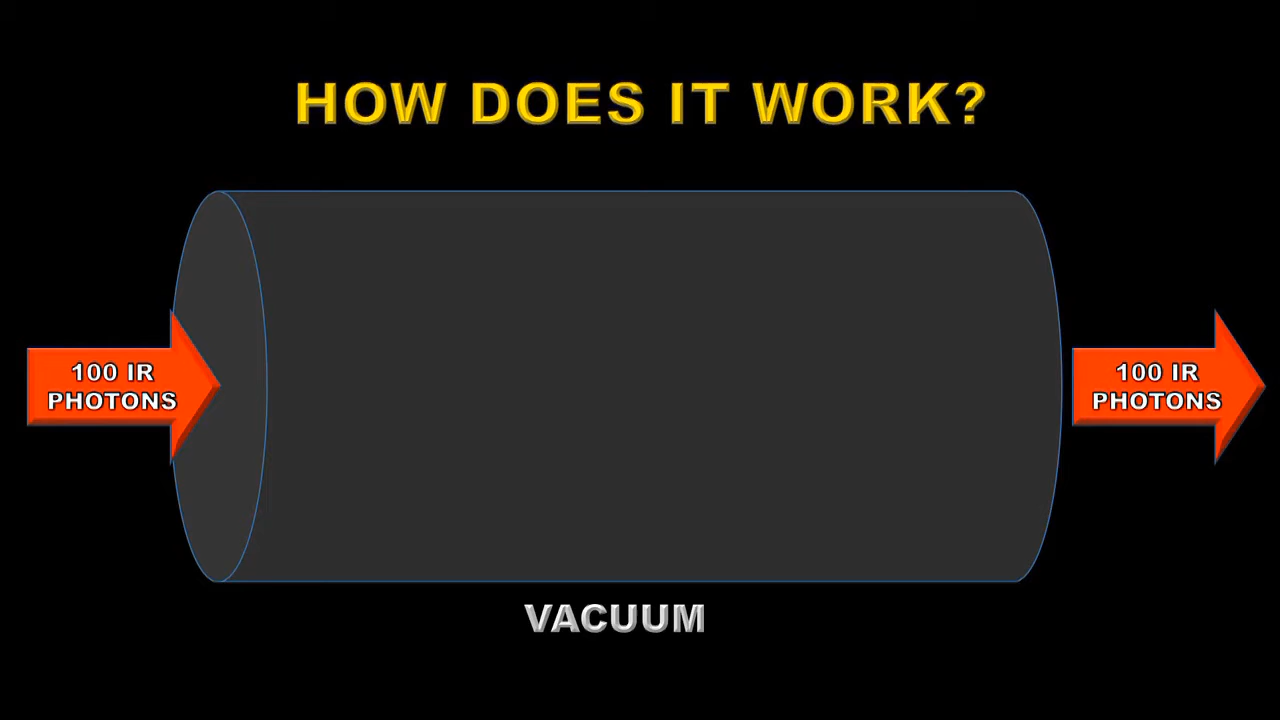 HOW DOES IT WORK?
100 IR
PHOTONS
100 IR
PHOTONS
VACUUM